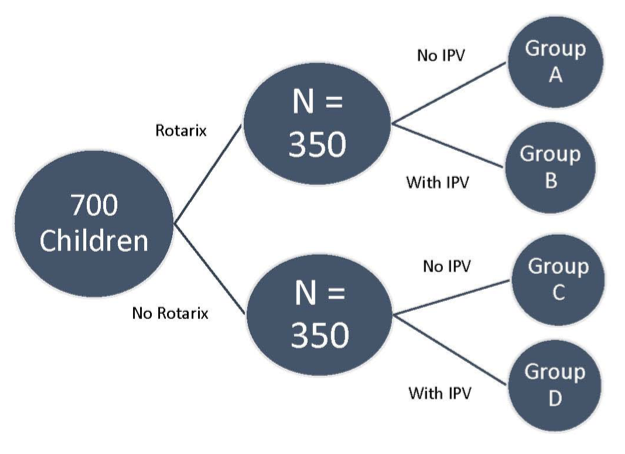 700
Children
Rotarix
No Rotarix
N =
350
N =
350
No IPV
With IPV
No IPV
With IPV
Group
A
Group
B
Group
C
Group
D